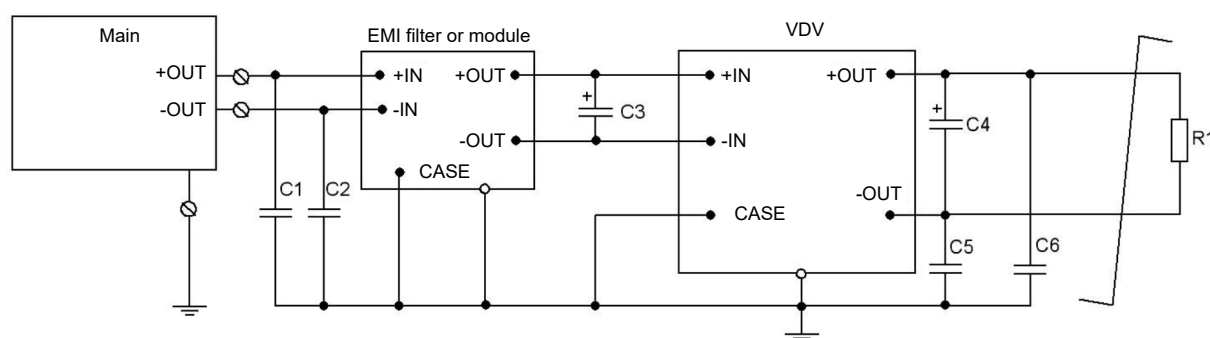 Main
EMI filter or module
VDV
+OUT
+IN
+OUT
+IN
+OUT
-OUT
-IN
+
C3
+
C4
R1
-OUT
-IN
CASE
C1
C2
CASE
-OUT
C5
C6